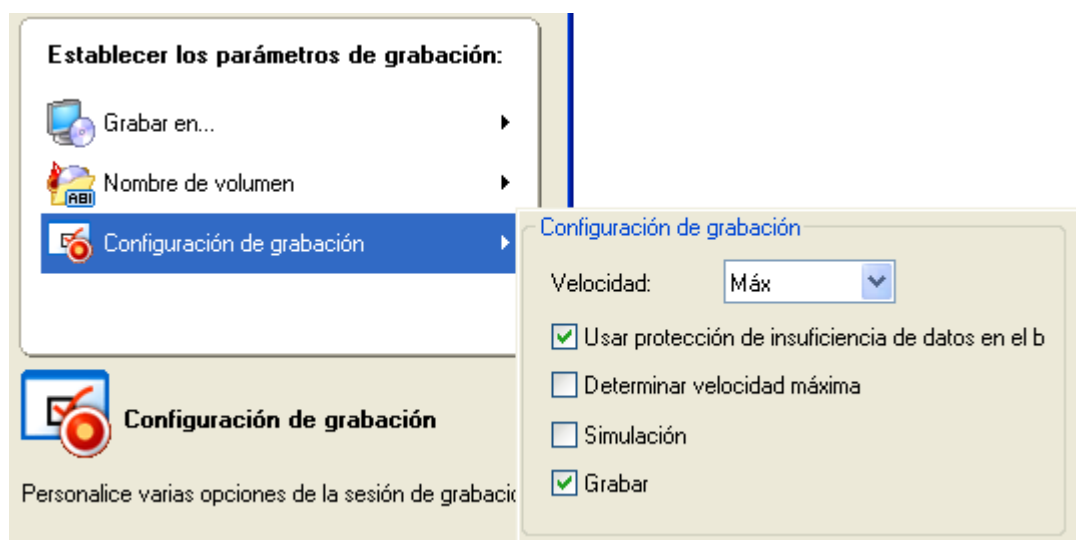 Establecer los parámetros de grabación:
Grabar en...
Nombre de volumen
ABI
Configuración de grabación
Configuración de grabación
Velocidad: Máx
Usar protección de insuficiencia de datos en el b
Determinar velocidad máxima
Simulación
Grabar
Configuración de grabación
Personalice varias opciones de la sesión de grabació